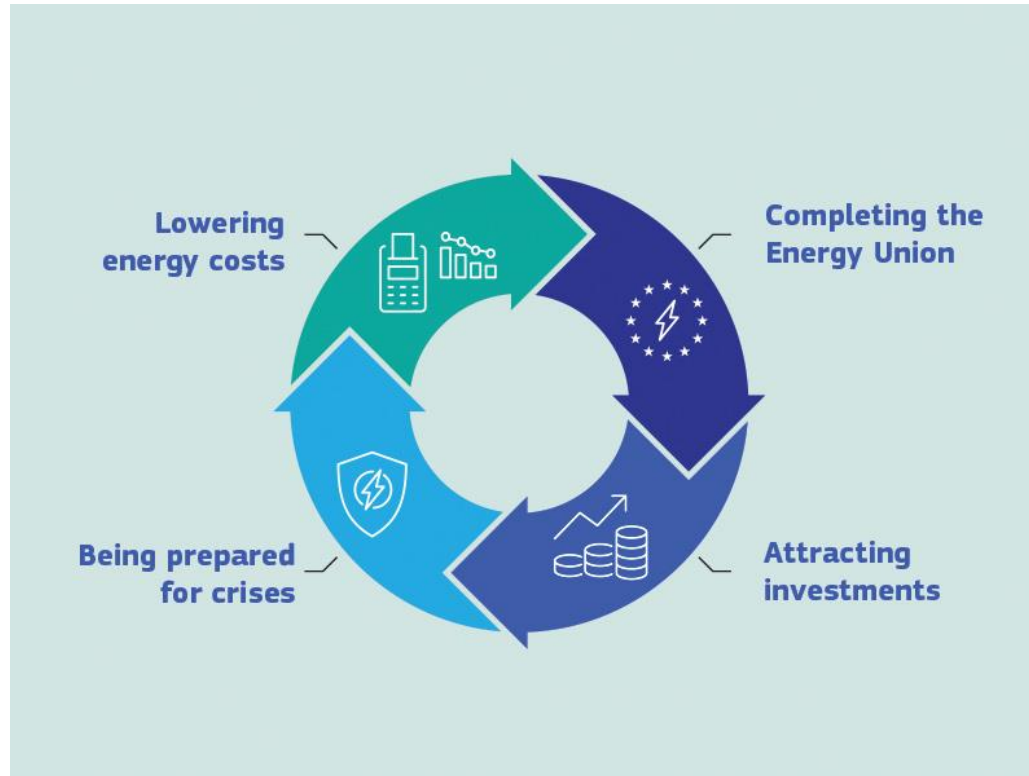 Lowering
energy costs
Completing the
Energy Union
Being prepared
for crises
Attracting
investments